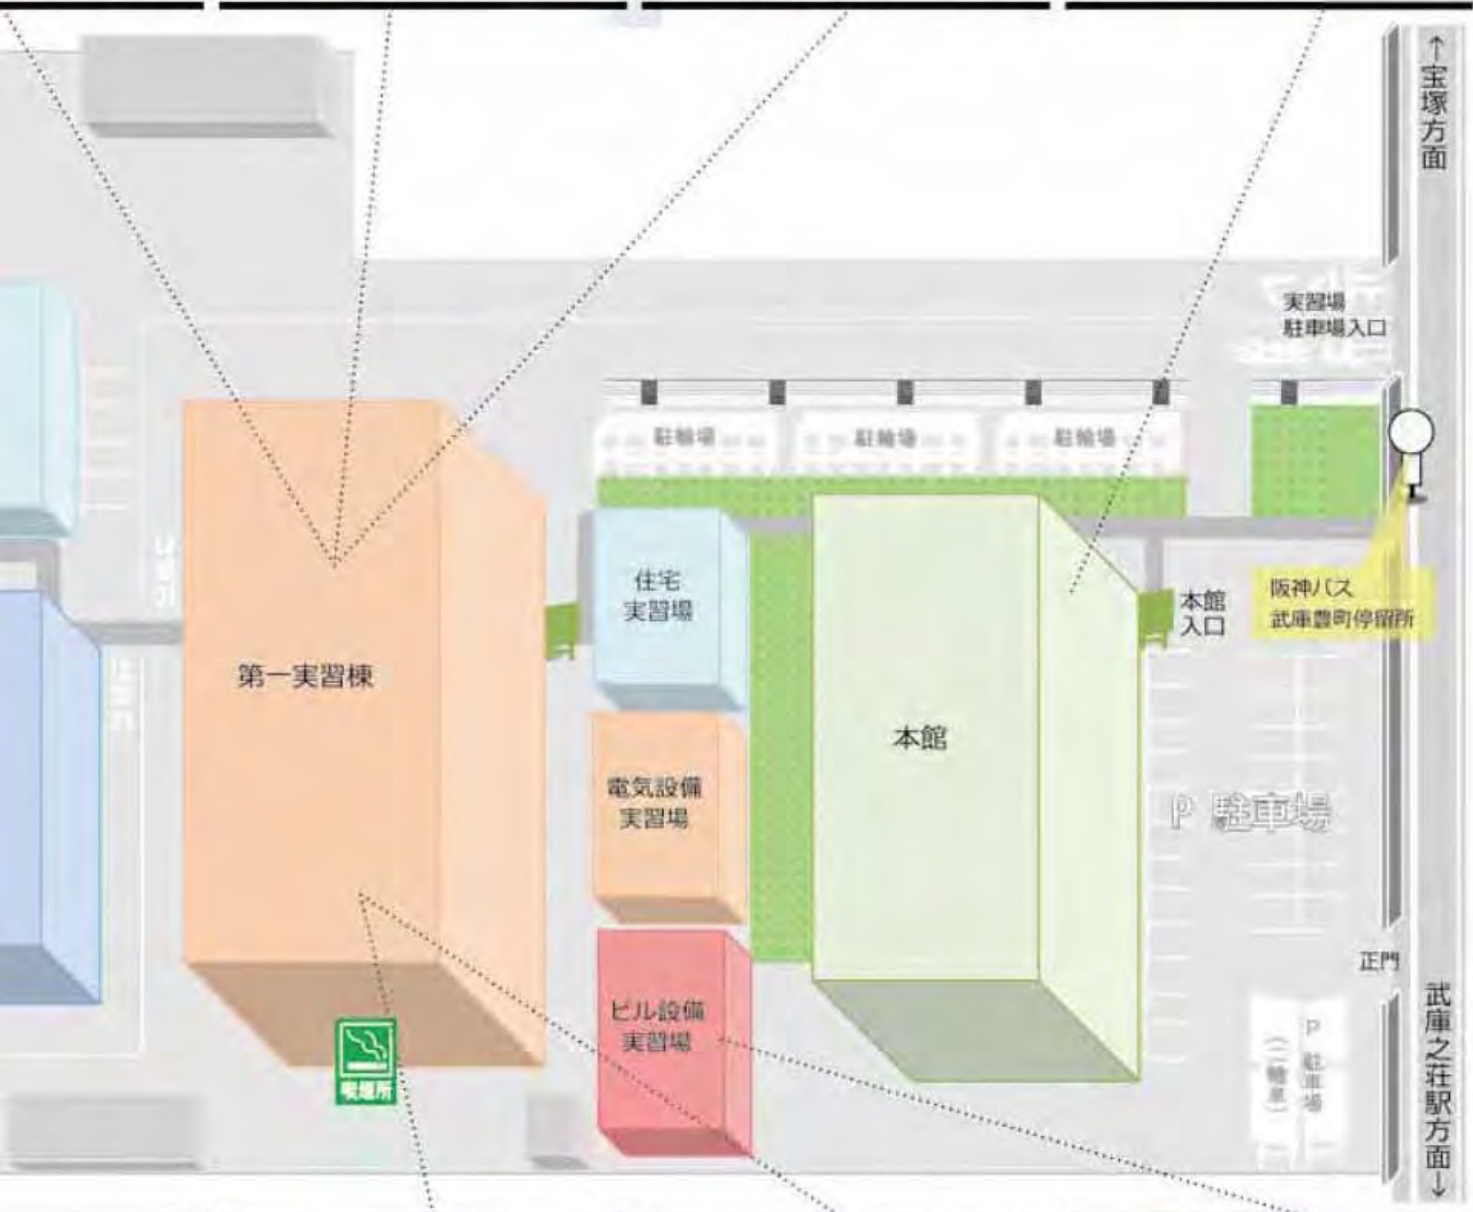 ↑宝塚方面
実習場
駐車場入口
駐輪場
駐輪場
駐輪場
阪神バス
武庫豊町停留所
本館
入口
住宅
実習場
第一実習棟
本館
電気設備
実習場
P 駐車場
正門
ビル設備
実習場
喫煙所
P 駐車場
(二輪車)
武庫之荘駅方面↓